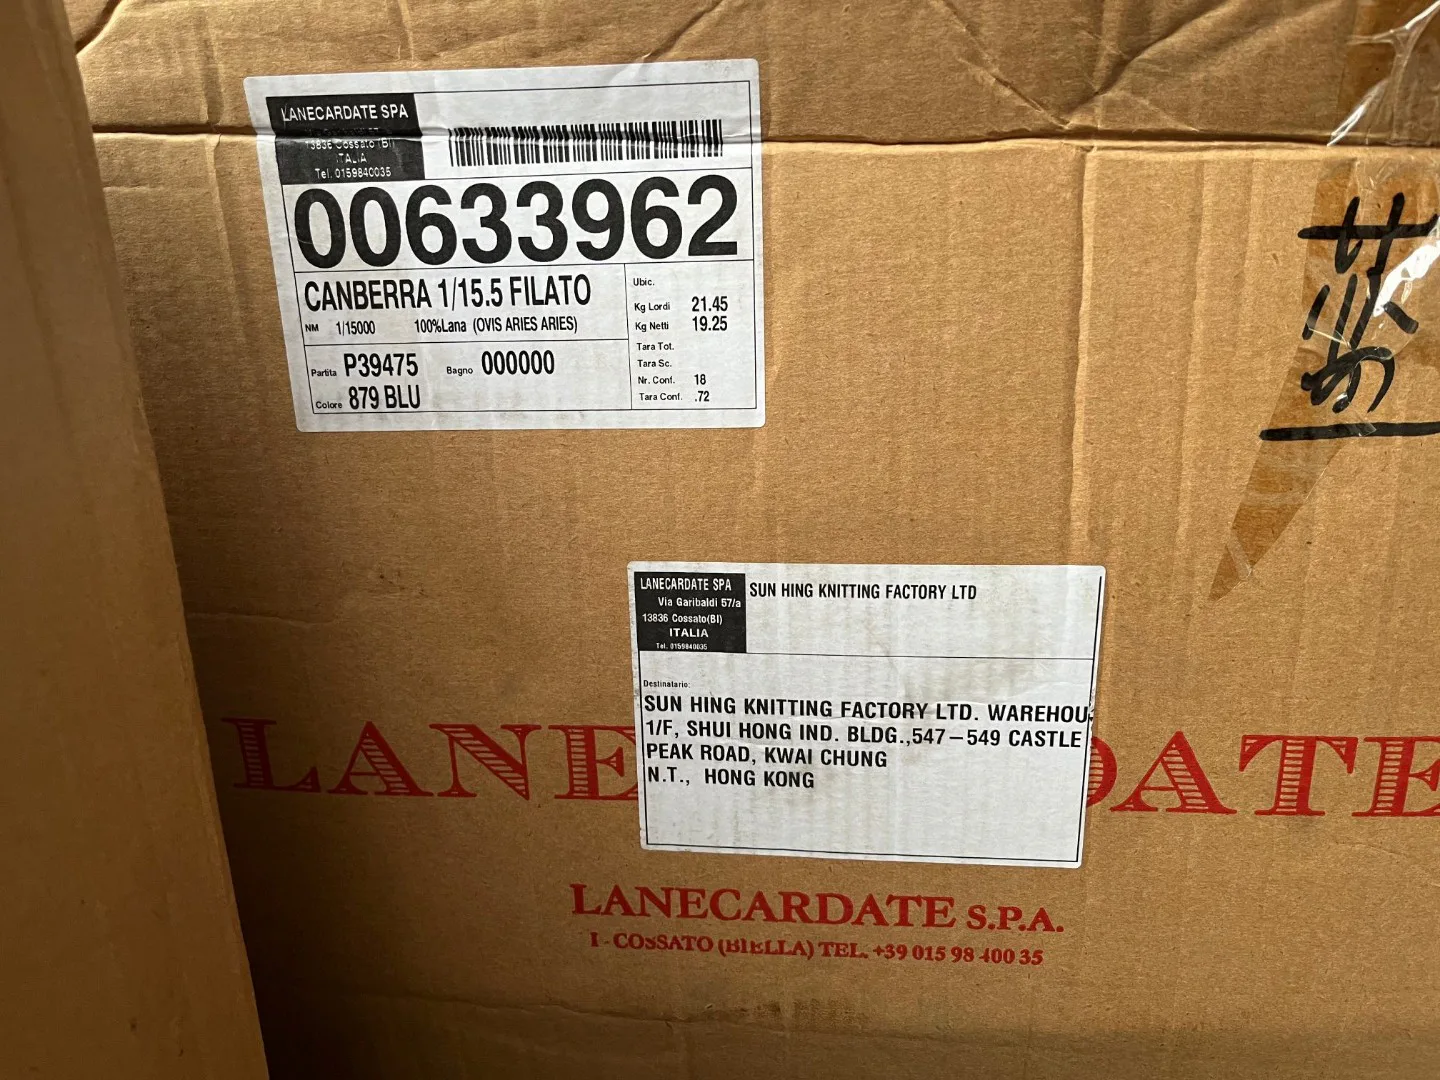 LANECARDATE SPA
13836 Cossato (BI)
ITALIA
Tel. 0159840035
00633962
CANBERRA 1/15.5 FILATO
NM 1/15000 100%Lana (OVIS ARIES ARIES)
Partita P39475 Bagno 000000
Colore 879 BLU
Ubic.
Kg Lordi 21.45
Kg Netti 19.25
Tara Tot.
Tara Sc.
Nr. Conf. 18
Tara Conf. .72
LANECARDATE SPA
Via Garibaldi 57/a
13836 Cossato(BI)
ITALIA
Tel. 0159840035
SUN HING KNITTING FACTORY LTD
Destinatario:
SUN HING KNITTING FACTORY LTD. WAREHOU
1/F, SHUI HONG IND. BLDG.,547-549 CASTLE
PEAK ROAD, KWAI CHUNG
N.T., HONG KONG
LANE DATE
LANECARDATE S.P.A.
I - COSSATO (BIELLA) TEL. +39 015 98 400 35